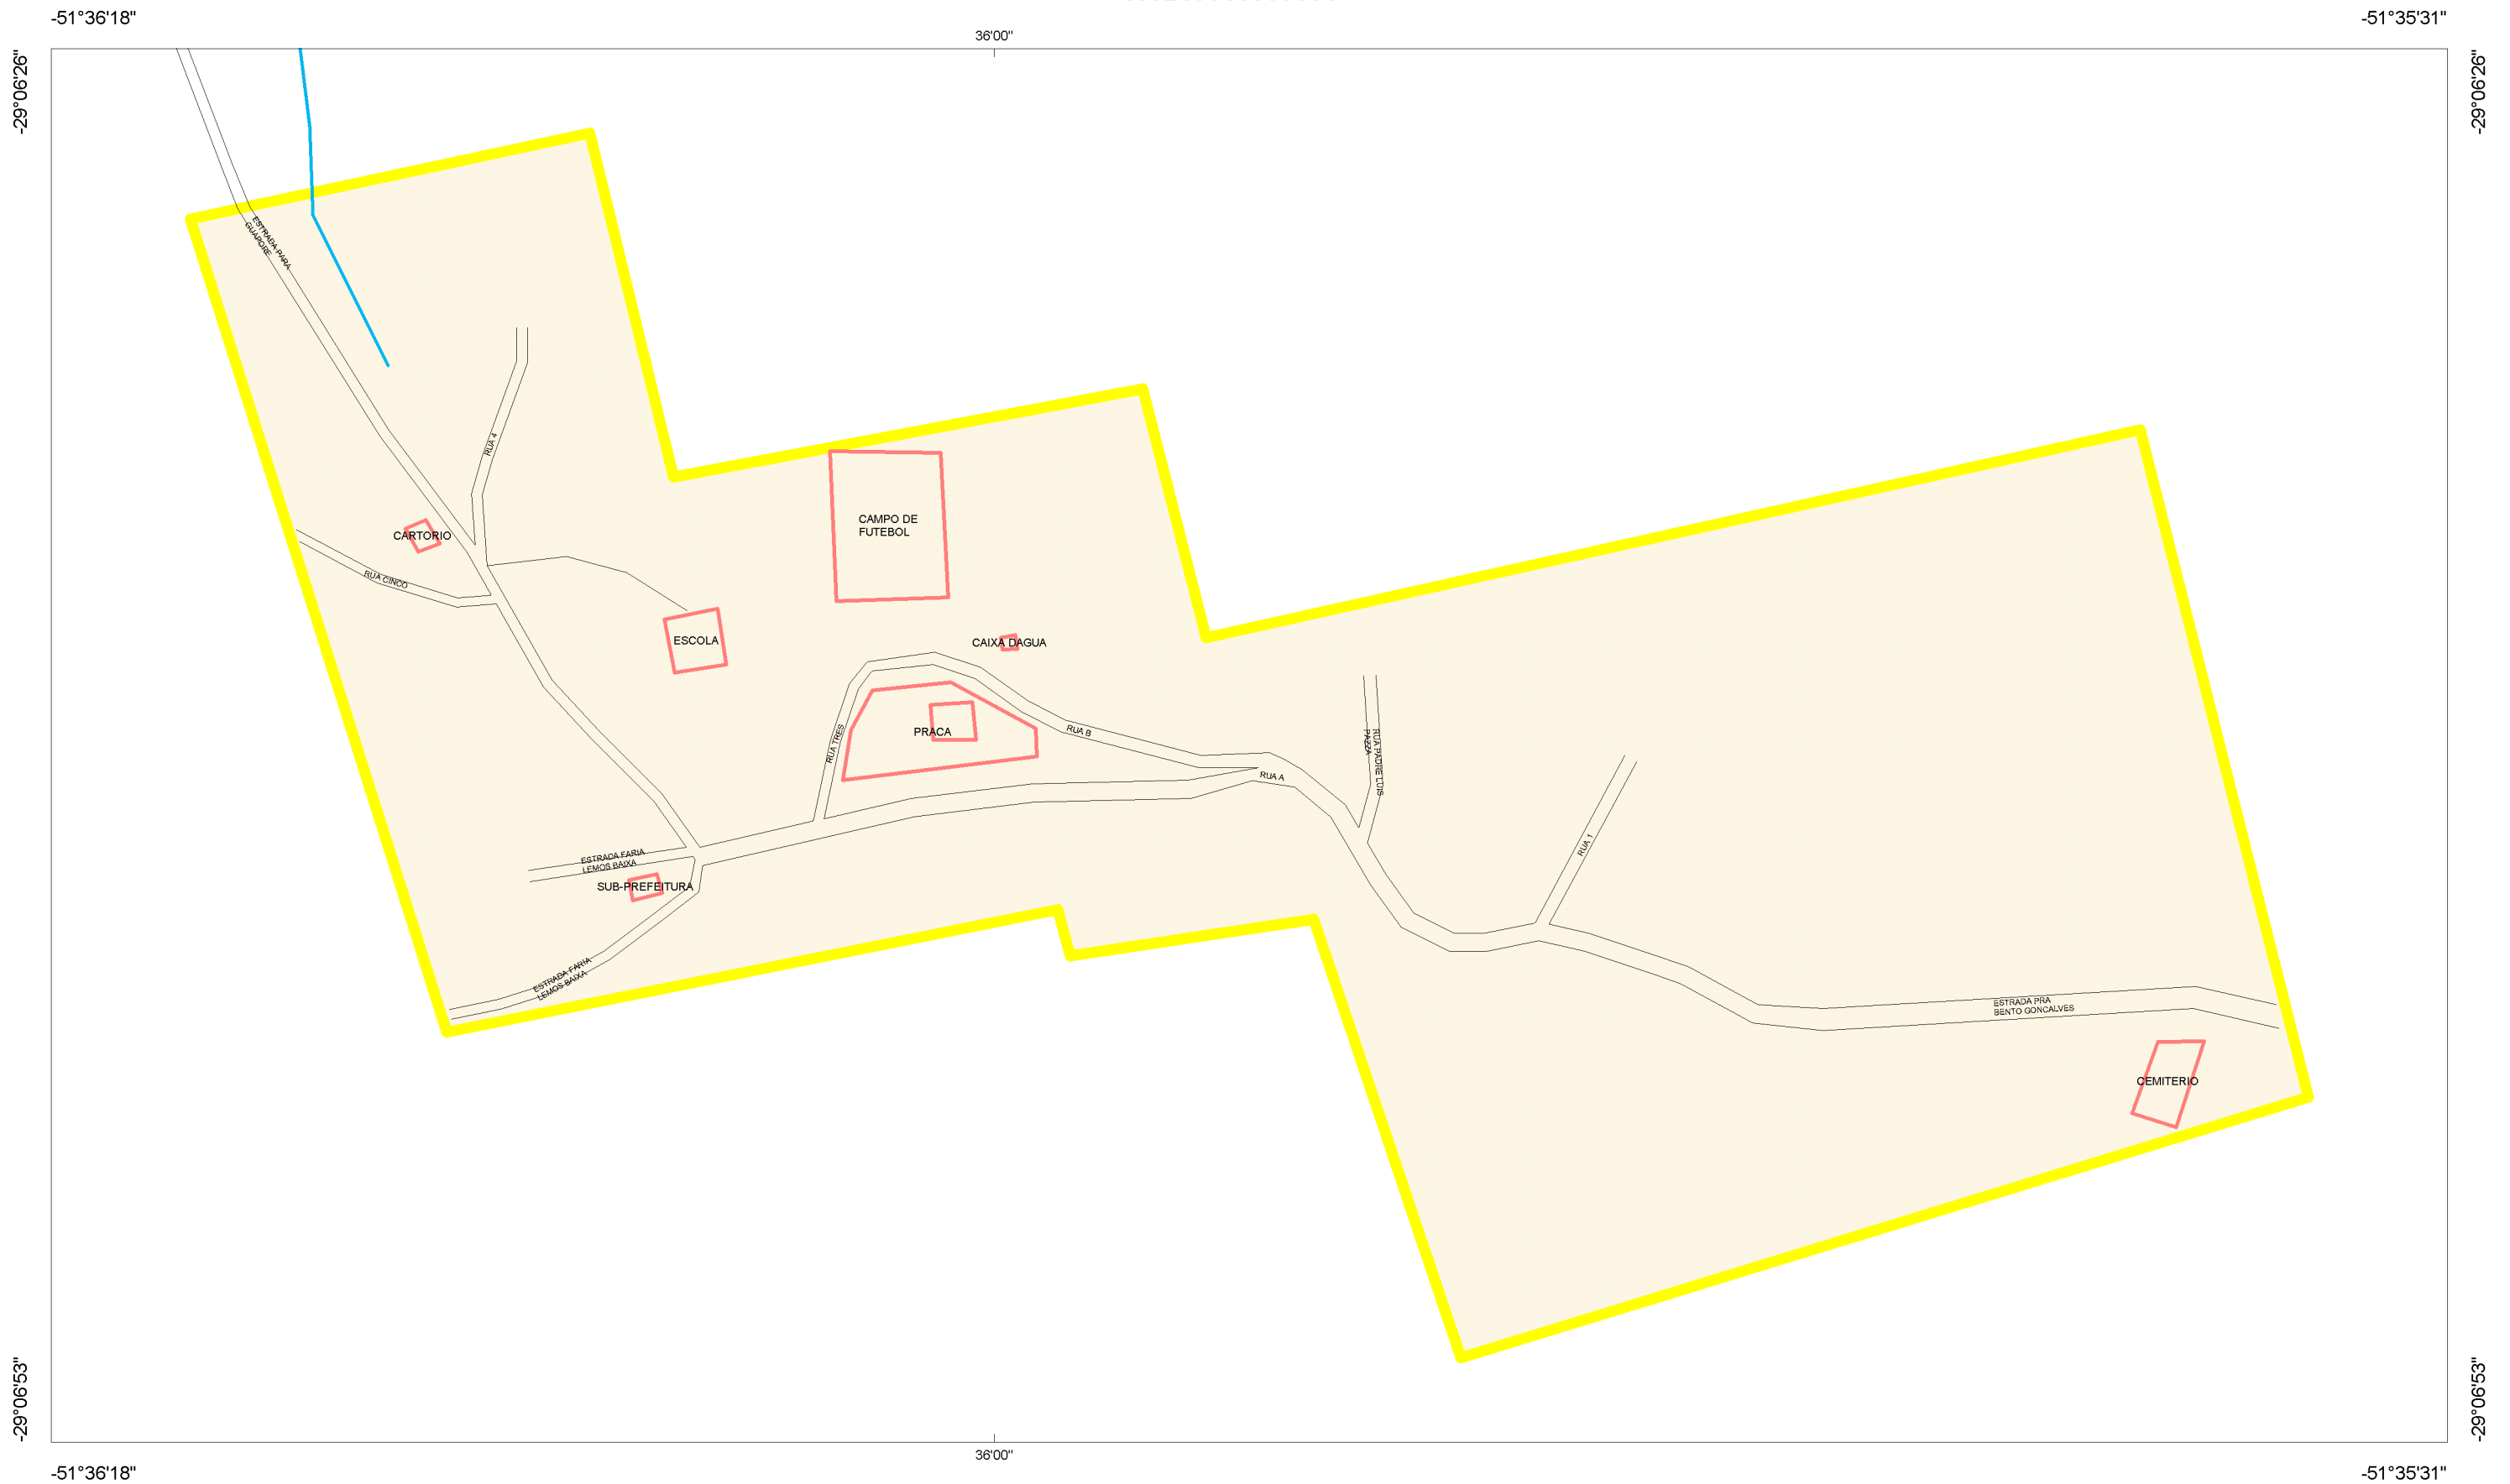 -51°36'18"
-51°35'31"
36'00"
-29°06'26"
-29°06'26"
ESTRADA PARA
GUAPORE
RUA 4
CAMPO DE
FUTEBOL
CARTORIO
RUA CINCO
ESCOLA
CAIXA DAGUA
RUA TRES
PRACA
RUA B
RUA A
RUA PADRE LUIS
PAZZA
RUA 1
ESTRADA FARIA
LEMOS BAIXA
SUB-PREFEITURA
ESTRADA FARIA
LEMOS BAIXA
ESTRADA PRA
BENTO GONCALVES
CEMITERIO
-29°06'53"
-29°06'53"
36'00"
-51°36'18"
-51°35'31"